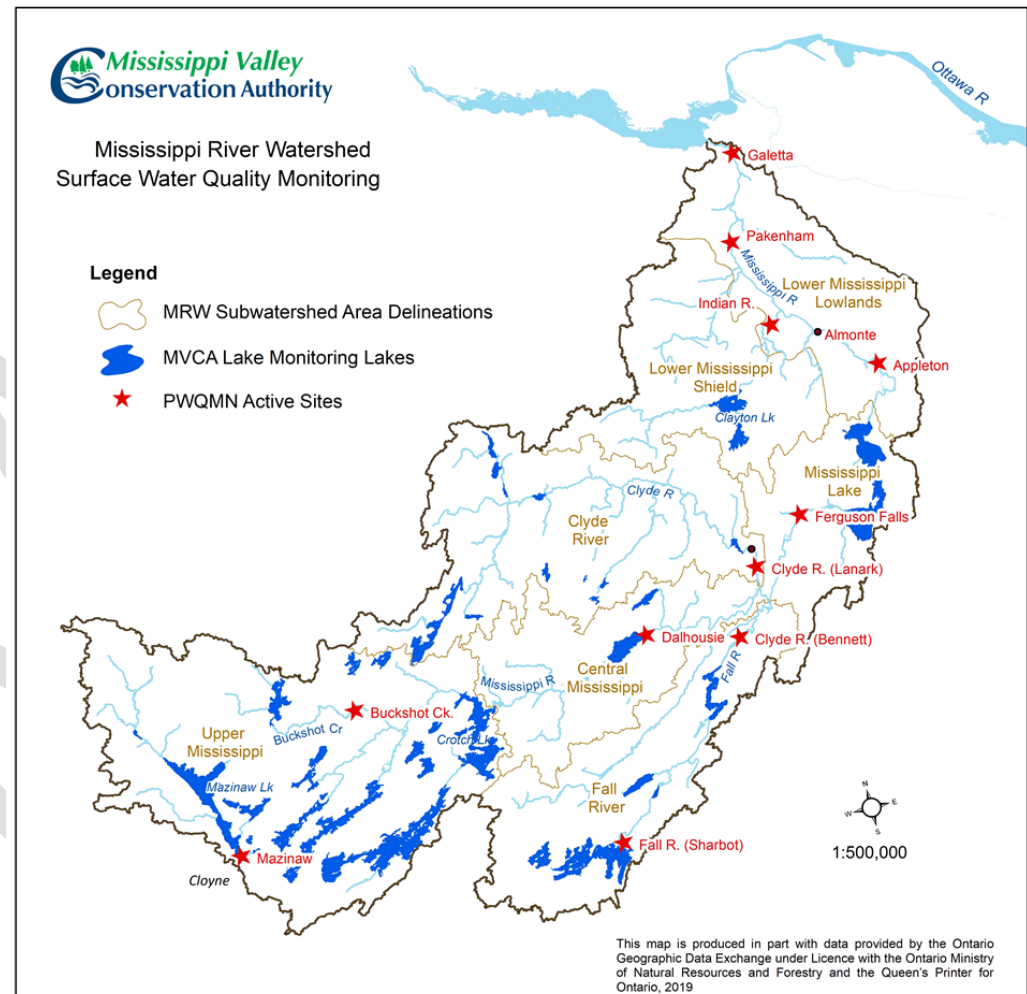 Mississippi Valley
Conservation Authority
Mississippi River Watershed
Surface Water Quality Monitoring
Legend
MRW Subwatershed Area Delineations
MVCA Lake Monitoring Lakes
PWQMN Active Sites
Ottawa R
Galetta
Pakenham
Mississippi R
Lower Mississippi
Lowlands
Indian R.
Almonte
Appleton
Lower Mississippi
Shield
Clayton Lk
Mississippi
Lake
Clyde R
Clyde
River
Ferguson Falls
Clyde R. (Lanark)
Dalhousie
Clyde R. (Bennett)
Fall R
Central
Mississippi
Mississippi R
Buckshot Ck.
Buckshot Cr
Crotch Lk
Upper
Mississippi
Mazinaw Lk
Fall
River
Mazinaw
Cloyne
Fall R. (Sharbot)
N
W
E
S
1:500,000
This map is produced in part with data provided by the Ontario
Geographic Data Exchange under Licence with the Ontario Ministry
of Natural Resources and Forestry and the Queen's Printer for
Ontario, 2019